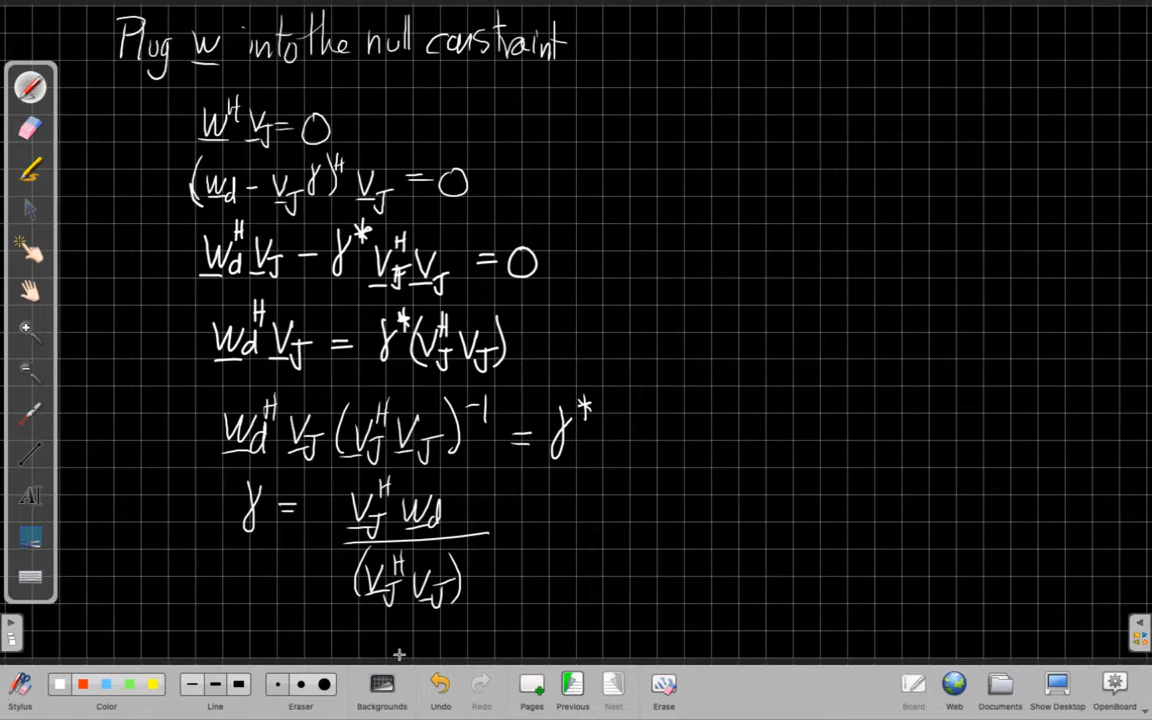 Plug w into the null constraint
w^H v_J = 0
(w_d - v_J γ)^H v_J = 0
w_d^H v_J - γ^* v_J^H v_J = 0
w_d^H v_J = γ^* (v_J^H v_J)
w_d^H v_J (v_J^H v_J)^-1 = γ^*
γ = v_J^H w_d
(v_J^H v_J)
Stylus Color Line Eraser Backgrounds Undo Redo Pages Previous Next Erase Board Web Documents Show Desktop OpenBoard